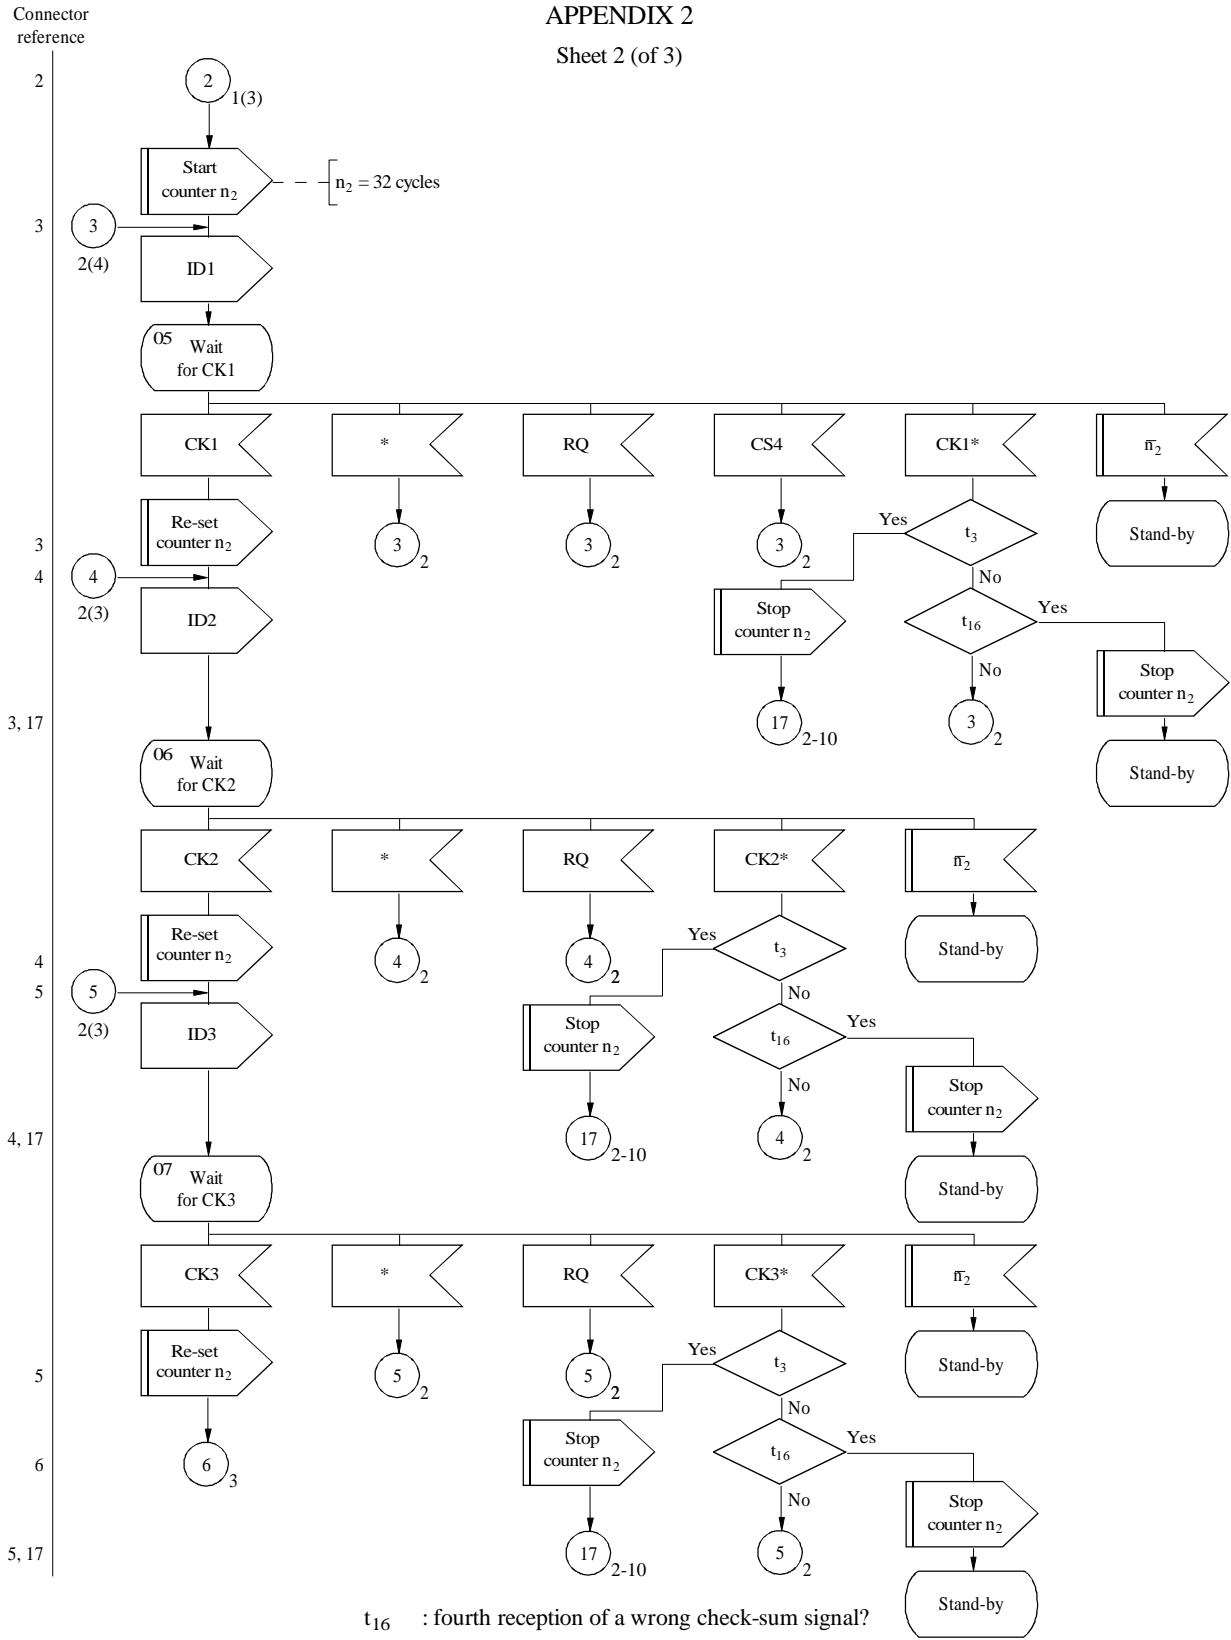 Connector
reference
APPENDIX 2
Sheet 2 (of 3)
2
2
1(3)
Start
counter n2
n2 = 32 cycles
3
3
2(4)
ID1
05 Wait
for CK1
CK1
*
RQ
CS4
CK1*
n̅2
Re-set
counter n2
3
2
3
2
3
2
Yes
t3
Stand-by
3
4
4
2(3)
No
ID2
Stop
counter n2
t16
Yes
No
Stop
counter n2
3, 17
17
2-10
3
2
06 Wait
for CK2
Stand-by
CK2
*
RQ
CK2*
n̅2
Re-set
counter n2
4
2
4
2
Yes
t3
Stand-by
4
5
5
2(3)
No
ID3
Stop
counter n2
t16
Yes
No
Stop
counter n2
4, 17
17
2-10
4
2
07 Wait
for CK3
Stand-by
CK3
*
RQ
CK3*
n̅2
Re-set
counter n2
5
5
2
5
2
Yes
t3
Stand-by
No
6
6
3
Stop
counter n2
t16
Yes
No
Stop
counter n2
5, 17
17
2-10
5
2
Stand-by
t16 : fourth reception of a wrong check-sum signal?